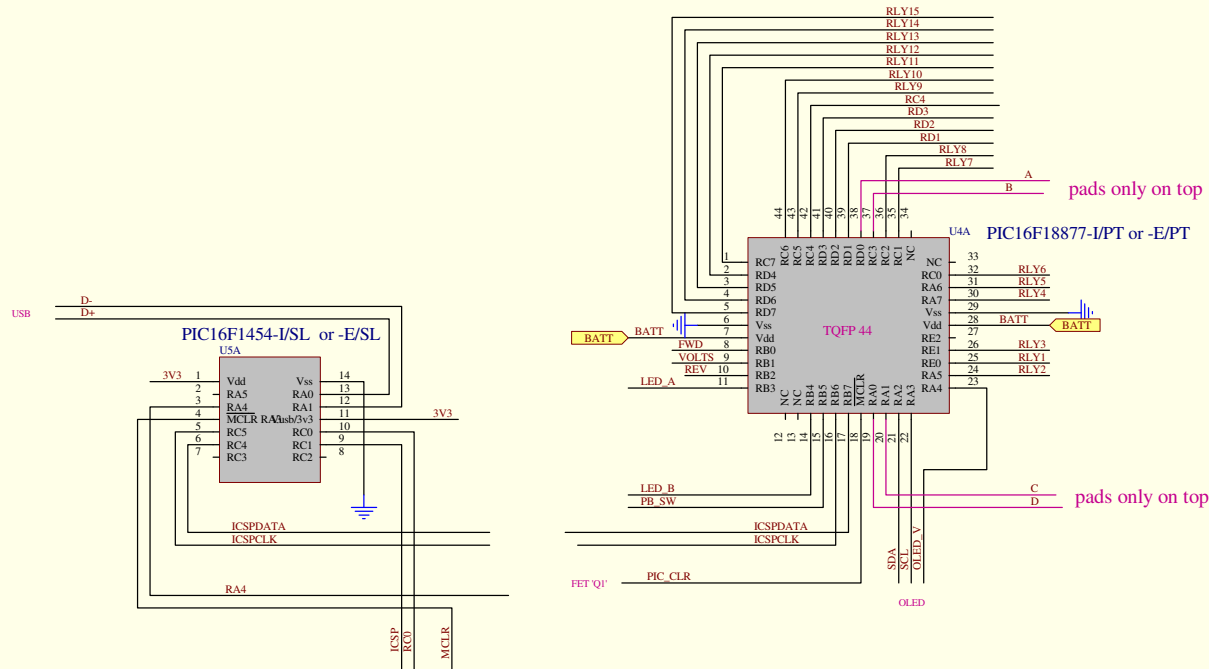 RLY15
RLY14
RLY13
RLY12
RLY11
RLY10
RLY9
RC4
RD3
RD2
RD1
RLY8
RLY7
A
B
pads only on top
44 43 42 41 40 39 38 37 36 35 34
U4A
PIC16F18877-I/PT or -E/PT
RC6 RC5 RC4 RD3 RD2 RD1 RD0 RC3 RC2 RC1 NC
1 RC7
2 RD4
3 RD5
4 RD6
5 RD7
6 Vss
7 Vdd
8 RB0
9 RB1
10 RB2
11 RB3
BATT
BATT
FWD
VOLTS
REV
LED_A
TQFP 44
NC 33
RC0 32 RLY6
RA6 31 RLY5
RA7 30 RLY4
Vss 29
Vdd 28 BATT
BATT
RE2 27
RE1 26 RLY3
RE0 25 RLY1
RA5 24 RLY2
RA4 23
NC NC RB4 RB5 RB6 RB7 MCLR RA0 RA1 RA2 RA3
12 13 14 15 16 17 18 19 20 21 22
USB
D-
D+
PIC16F1454-I/SL or -E/SL
U5A
3V3
1 Vdd Vss 14
2 RA5 RA0 13
3 RA4 RA1 12
4 MCLR RA3 Vusb/3v3 11
3V3
5 RC5 RC0 10
6 RC4 RC1 9
7 RC3 RC2 8
LED_B
PB_SW
C
D
pads only on top
ICSPDATA
ICSPCLK
ICSPDATA
ICSPCLK
SDA
SCL
OLED_V
FET 'Q1'
PIC_CLR
OLED
RA4
ICSP
RC0
MCLR